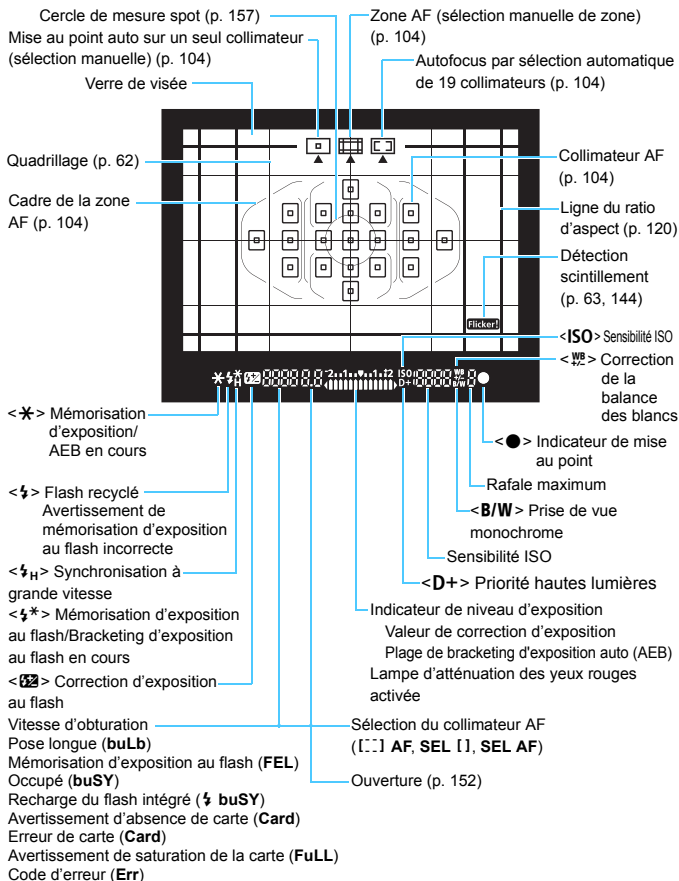 Cercle de mesure spot (p. 157)
Mise au point auto sur un seul collimateur
(sélection manuelle) (p. 104)
Verre de visée
Zone AF (sélection manuelle de zone)
(p. 104)
Autofocus par sélection automatique
de 19 collimateurs (p. 104)
Quadrillage (p. 62)
Cadre de la zone
AF (p. 104)
Collimateur AF
(p. 104)
Ligne du ratio
d'aspect (p. 120)
Détection
scintillement
(p. 63, 144)
Flicker!
<ISO> Sensibilité ISO
<WB +/-> Correction
de la
balance
des blancs
-2..1..▼..1..±2 ISO D+ WB +/- B/W
<✱> Mémorisation
d'exposition/
AEB en cours
<●> Indicateur de mise
au point
Rafale maximum
<B/W> Prise de vue
monochrome
Sensibilité ISO
<D+> Priorité hautes lumières
<⚡> Flash recyclé
Avertissement de
mémorisation d'exposition
au flash incorrecte
<⚡H> Synchronisation à
grande vitesse
<⚡✱> Mémorisation d'exposition
au flash/Bracketing d'exposition
au flash en cours
<⚡±> Correction d'exposition
au flash
Indicateur de niveau d'exposition
Valeur de correction d'exposition
Plage de bracketing d'exposition auto (AEB)
Lampe d'atténuation des yeux rouges
activée
Vitesse d'obturation
Pose longue (buLb)
Mémorisation d'exposition au flash (FEL)
Occupé (buSY)
Recharge du flash intégré (⚡ buSY)
Avertissement d'absence de carte (Card)
Erreur de carte (Card)
Avertissement de saturation de la carte (FuLL)
Code d'erreur (Err)
Sélection du collimateur AF
([ ] AF, SEL [ ], SEL AF)
Ouverture (p. 152)